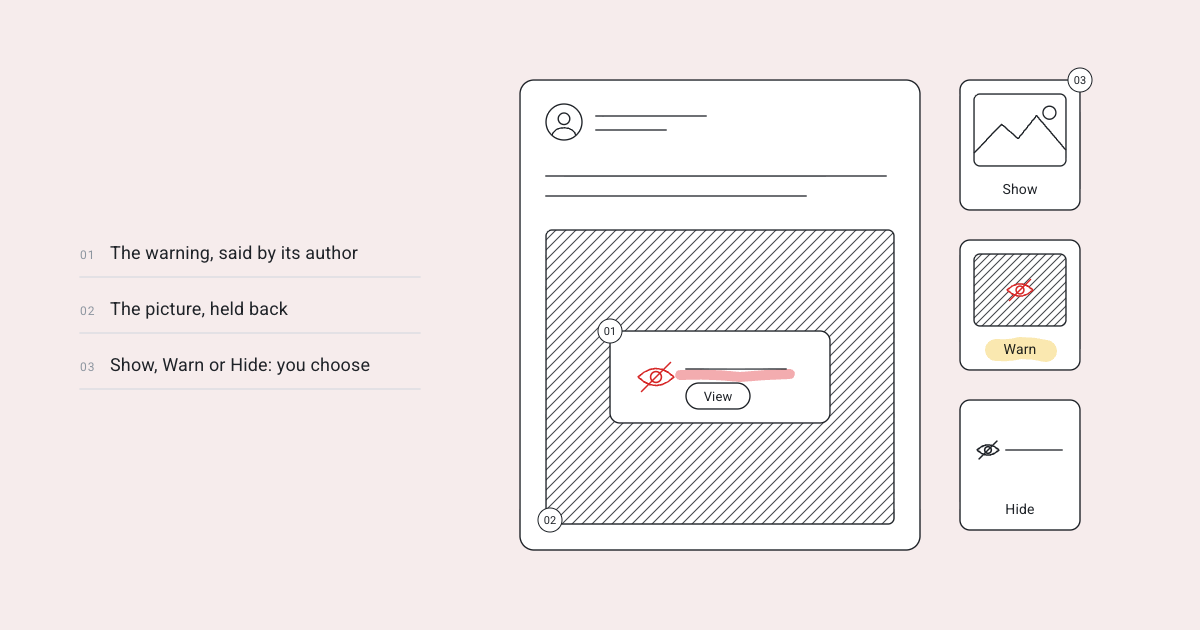 01 The warning, said by its author
02 The picture, held back
03 Show, Warn or Hide: you choose
01
View
02
03
Show
Warn
Hide